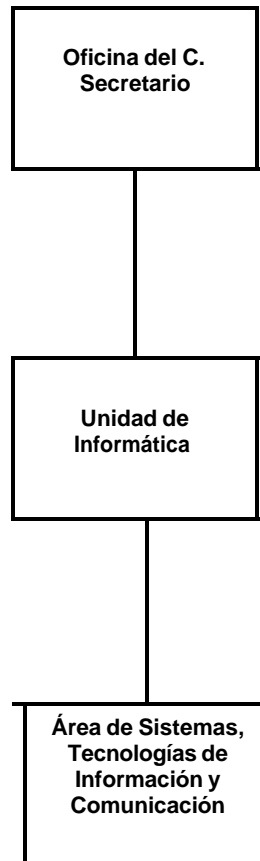 Oficina del C.
Secretario
Unidad de
Informática
Área de Sistemas,
Tecnologías de
Información y
Comunicación